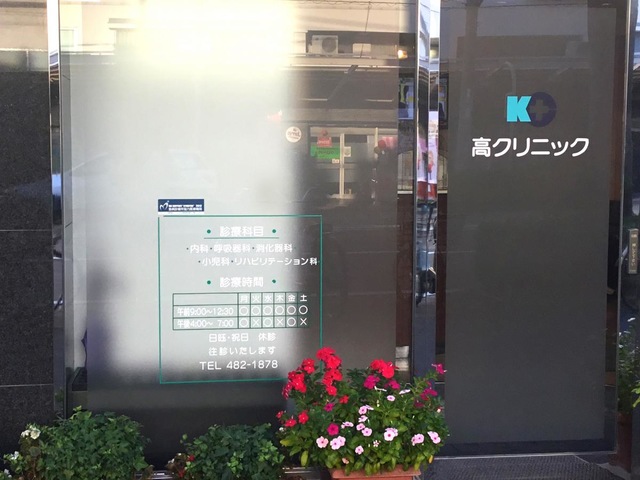 K
高クリニック
診療科目
・内科・呼吸器科・消化器科
・小児科・リハビリテーション科
診療時間
月 火 水 木 金 土
午前9:00～12:30 ○ ○ ○ ○ ○ ○
午後4:00～ 7:00 ○ × ○ × ○ ×
日旺・祝日 休診
往診いたします
TEL 482-1878